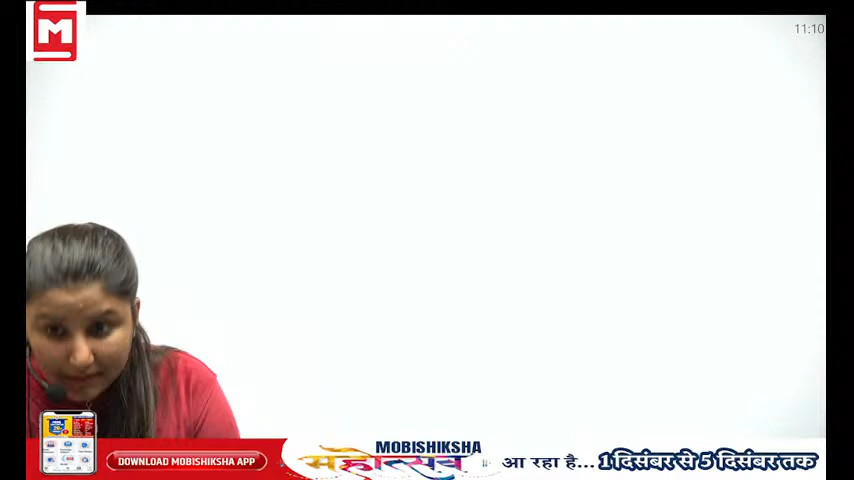 M
11:10
DOWNLOAD MOBISHIKSHA APP
MOBISHIKSHA
महोत्सव
आ रहा है...
1 दिसंबर से 5 दिसंबर तक